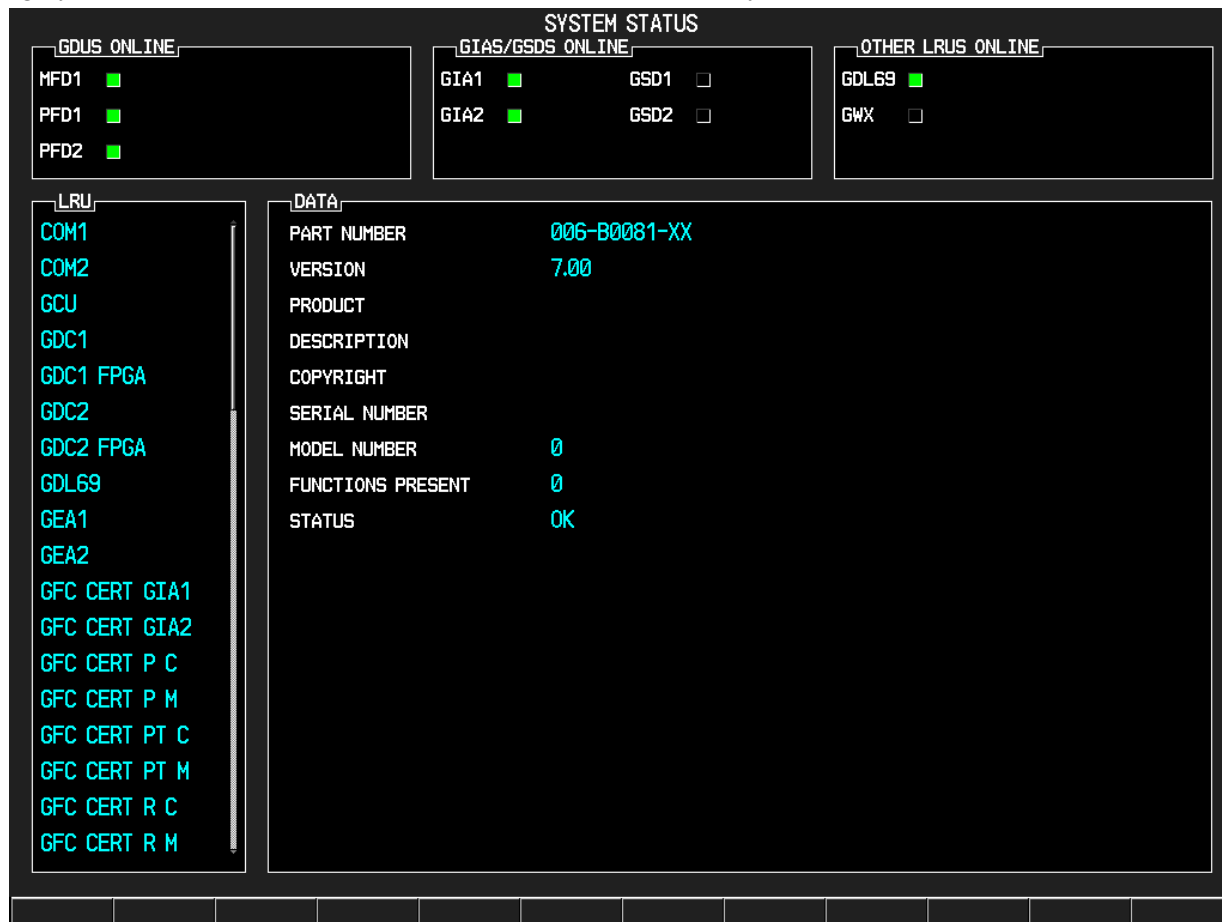 SYSTEM STATUS
GDUS ONLINE
MFD1
PFD1
PFD2
GIAS/GSDS ONLINE
GIA1 GSD1
GIA2 GSD2
OTHER LRUS ONLINE
GDL69
GWX
LRU
COM1
COM2
GCU
GDC1
GDC1 FPGA
GDC2
GDC2 FPGA
GDL69
GEA1
GEA2
GFC CERT GIA1
GFC CERT GIA2
GFC CERT P C
GFC CERT P M
GFC CERT PT C
GFC CERT PT M
GFC CERT R C
GFC CERT R M
DATA
PART NUMBER 006-B0081-XX
VERSION 7.00
PRODUCT
DESCRIPTION
COPYRIGHT
SERIAL NUMBER
MODEL NUMBER 0
FUNCTIONS PRESENT 0
STATUS OK